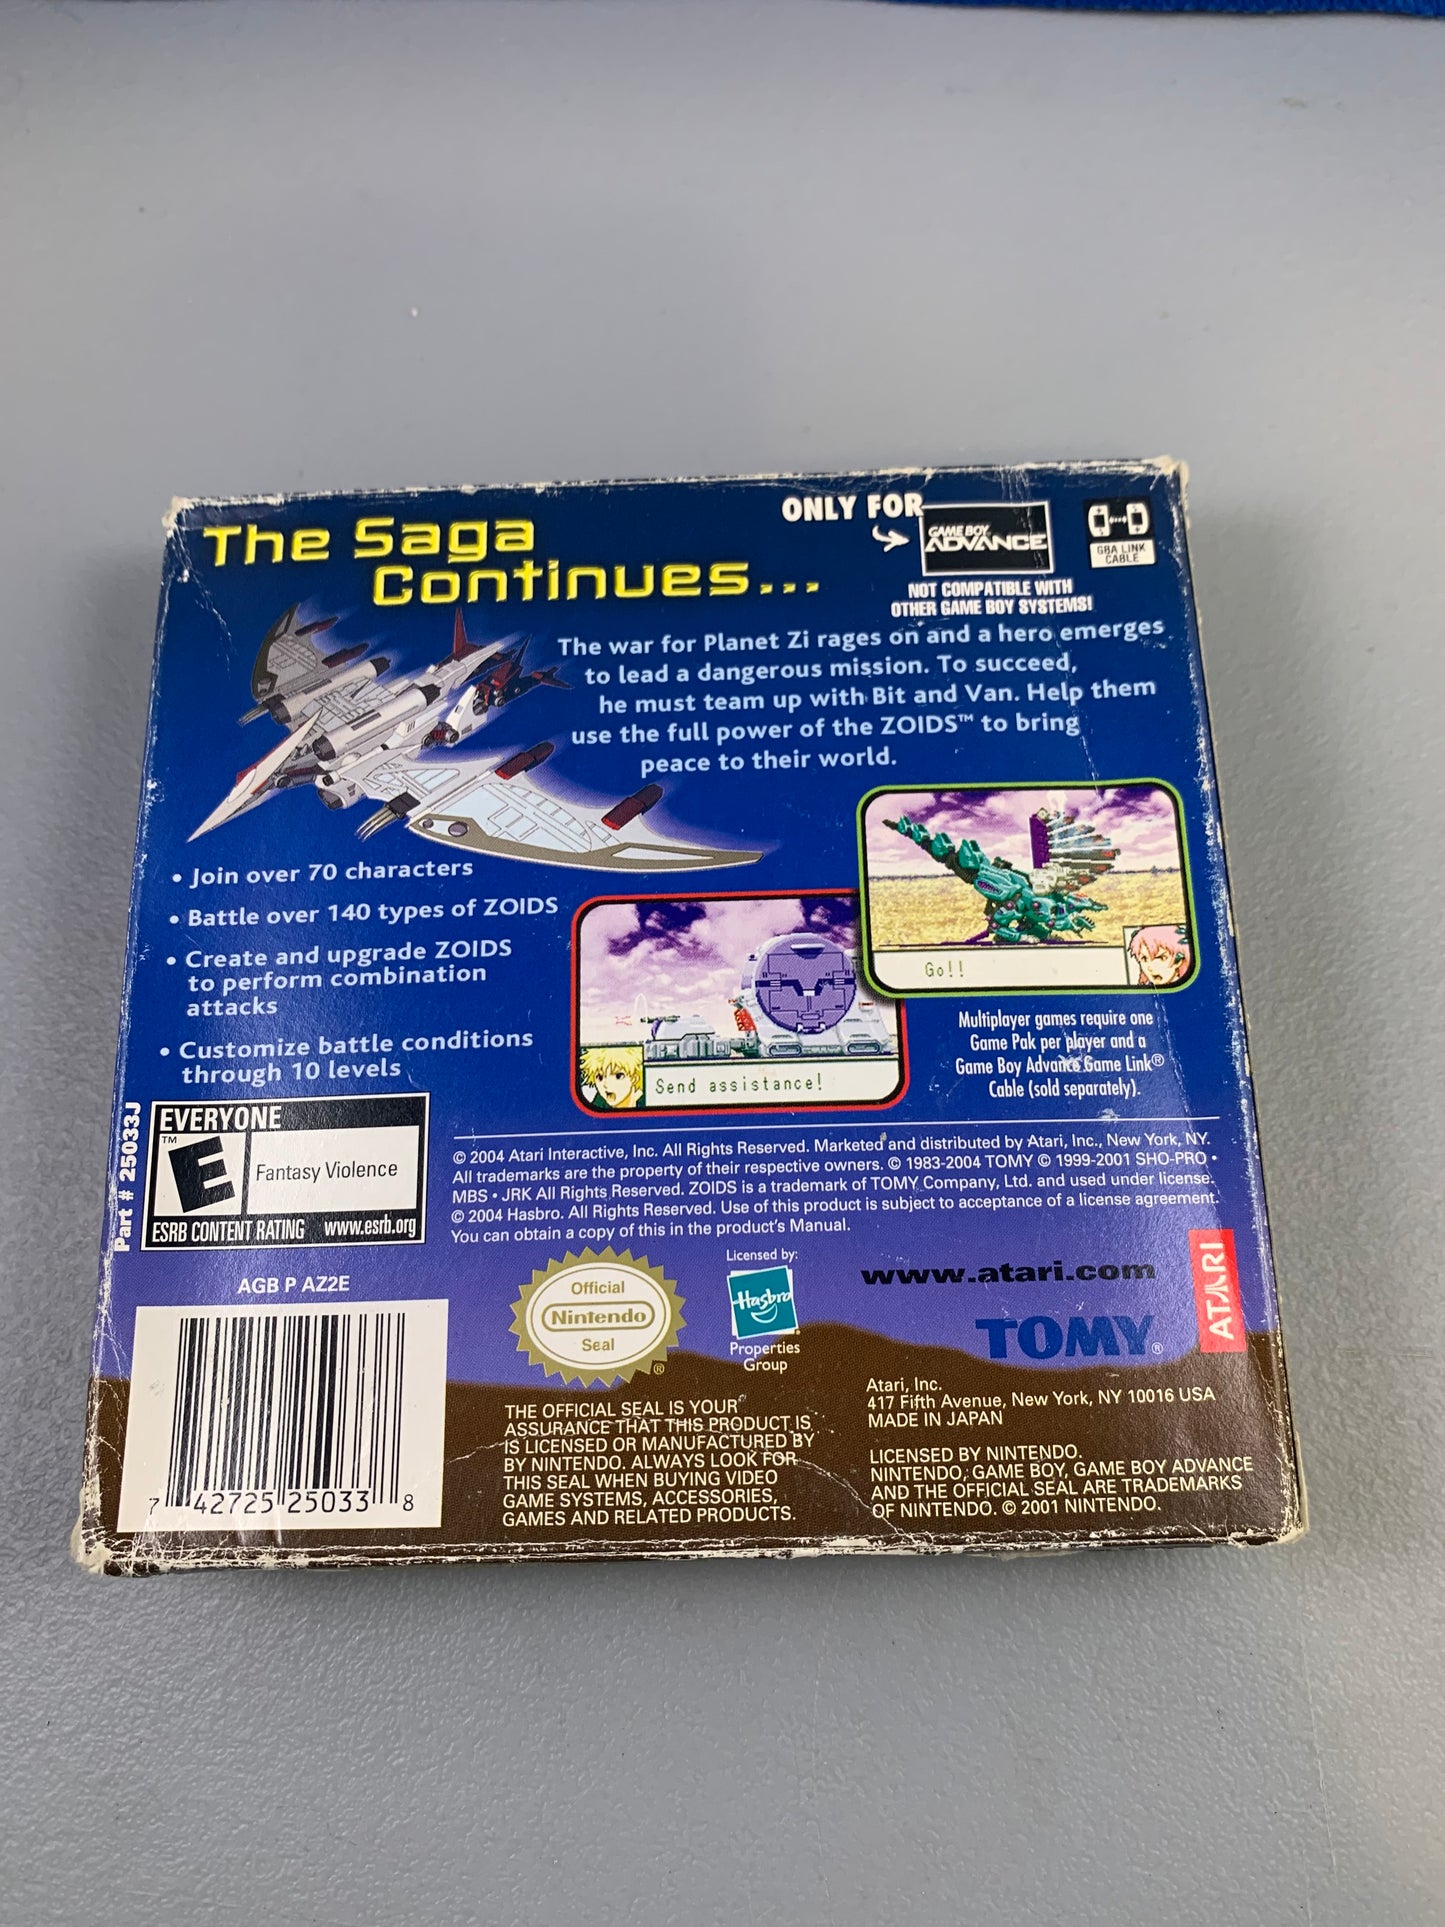 The Saga
Continues...
ONLY FOR
GAME BOY
ADVANCE
GBA LINK
CABLE
NOT COMPATIBLE WITH
OTHER GAME BOY SYSTEMS!
The war for Planet Zi rages on and a hero emerges
to lead a dangerous mission. To succeed,
he must team up with Bit and Van. Help them
use the full power of the ZOIDS™ to bring
peace to their world.
• Join over 70 characters
• Battle over 140 types of ZOIDS
• Create and upgrade ZOIDS
to perform combination
attacks
• Customize battle conditions
through 10 levels
Go!!
Send assistance!
Multiplayer games require one
Game Pak per player and a
Game Boy Advance Game Link®
Cable (sold separately).
Part # 25033J
EVERYONE
E™
Fantasy Violence
ESRB CONTENT RATING www.esrb.org
© 2004 Atari Interactive, Inc. All Rights Reserved. Marketed and distributed by Atari, Inc., New York, NY.
All trademarks are the property of their respective owners. © 1983-2004 TOMY © 1999-2001 SHO-PRO •
MBS • JRK All Rights Reserved. ZOIDS is a trademark of TOMY Company, Ltd. and used under license.
© 2004 Hasbro. All Rights Reserved. Use of this product is subject to acceptance of a license agreement.
You can obtain a copy of this in the product's Manual.
AGB P AZ2E
7 42725 25033 8
Official
Nintendo
Seal
®
Licensed by:
Hasbro
Properties
Group
www.atari.com
TOMY®
ATARI
THE OFFICIAL SEAL IS YOUR
ASSURANCE THAT THIS PRODUCT IS
IS LICENSED OR MANUFACTURED BY
BY NINTENDO. ALWAYS LOOK FOR
THIS SEAL WHEN BUYING VIDEO
GAME SYSTEMS, ACCESSORIES,
GAMES AND RELATED PRODUCTS.
Atari, Inc.
417 Fifth Avenue, New York, NY 10016 USA
MADE IN JAPAN
LICENSED BY NINTENDO.
NINTENDO, GAME BOY, GAME BOY ADVANCE
AND THE OFFICIAL SEAL ARE TRADEMARKS
OF NINTENDO. © 2001 NINTENDO.